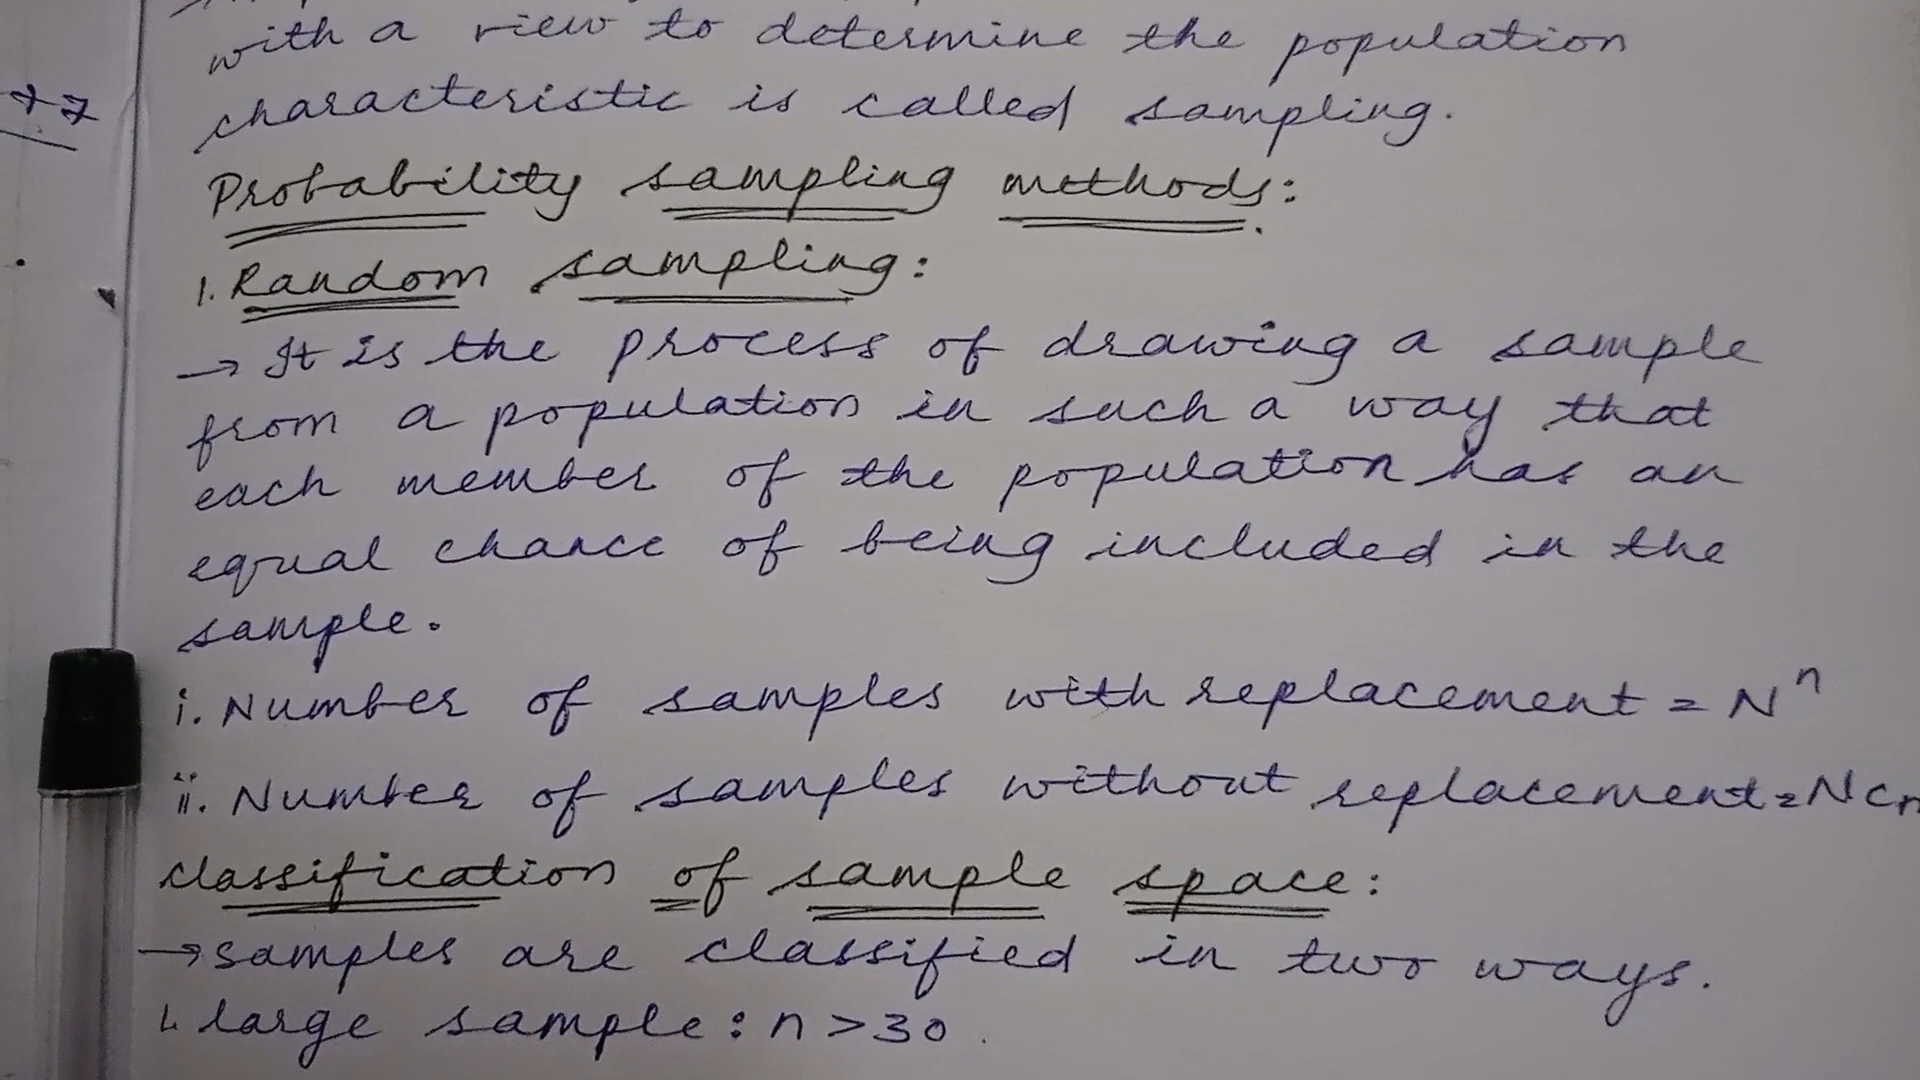 with a view to determine the population
characteristic is called sampling.
Probability sampling methods:
1. Random sampling:
→ It is the process of drawing a sample
from a population in such a way that
each member of the population has an
equal chance of being included in the
sample.
i. Number of samples with replacement = Nⁿ
ii. Number of samples without replacement = Ncn
classification of sample space:
→ samples are classified in two ways.
1. large sample : n > 30.